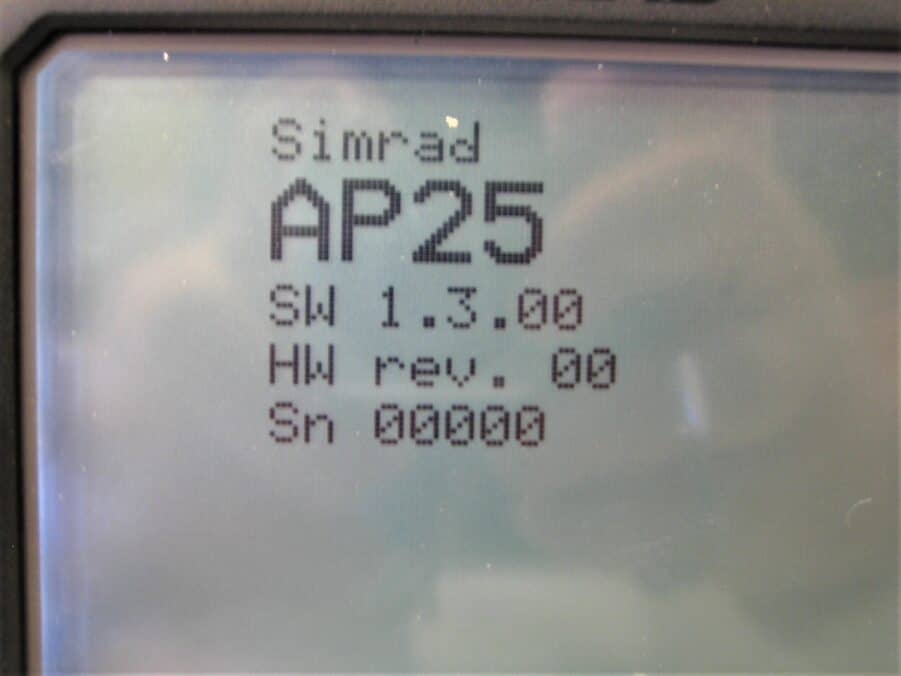 Simrad
AP25
SW 1.3.00
HW rev. 00
Sn 00000